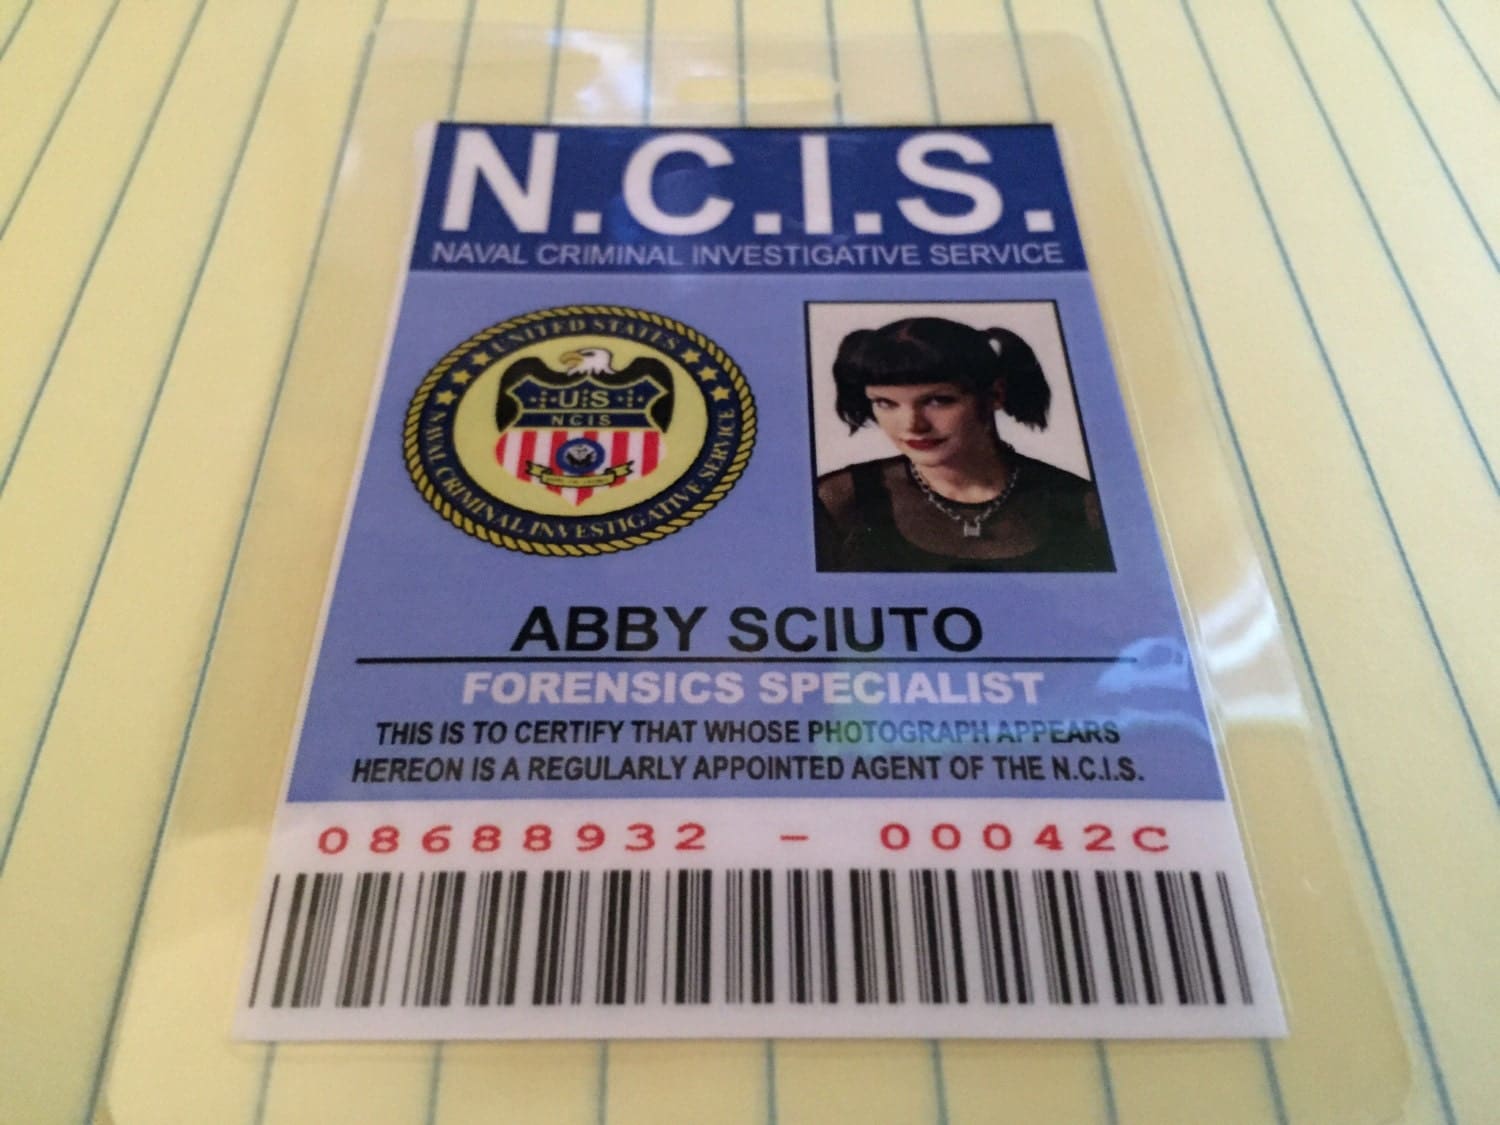 N.C.I.S.
NAVAL CRIMINAL INVESTIGATIVE SERVICE
UNITED STATES
NAVAL CRIMINAL INVESTIGATIVE SERVICE
U.S
NCIS
ABBY SCIUTO
FORENSICS SPECIALIST
THIS IS TO CERTIFY THAT WHOSE PHOTOGRAPH APPEARS
HEREON IS A REGULARLY APPOINTED AGENT OF THE N.C.I.S.
08688932 - 00042C